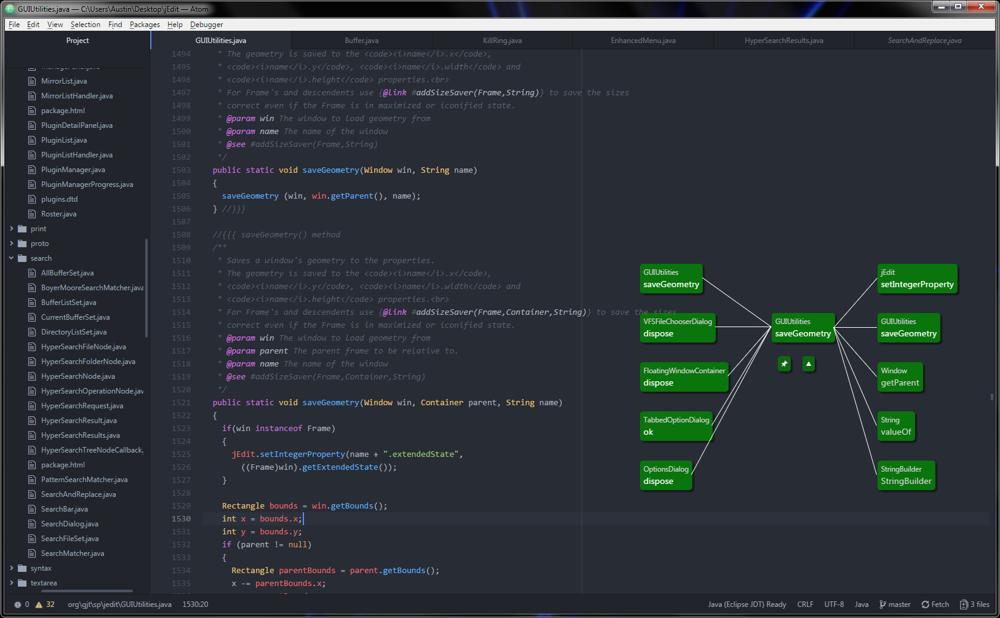 GUIUtilities.java — C:\Users\Austin\Desktop\jEdit — Atom
File Edit View Selection Find Packages Help Debugger
Project
GUIUtilities.java
Buffer.java
KillRing.java
EnhancedMenu.java
HyperSearchResults.java
SearchAndReplace.java
MirrorList.java
MirrorListHandler.java
package.html
PluginDetailPanel.java
PluginList.java
PluginListHandler.java
PluginManager.java
PluginManagerProgress.java
plugins.dtd
Roster.java
print
proto
search
AllBufferSet.java
BoyerMooreSearchMatcher.java
BufferListSet.java
CurrentBufferSet.java
DirectoryListSet.java
HyperSearchFileNode.java
HyperSearchFolderNode.java
HyperSearchNode.java
HyperSearchOperationNode.jav
HyperSearchRequest.java
HyperSearchResult.java
HyperSearchResults.java
HyperSearchTreeNodeCallback.
package.html
PatternSearchMatcher.java
SearchAndReplace.java
SearchBar.java
SearchDialog.java
SearchFileSet.java
SearchMatcher.java
syntax
textarea
1494 * The geometry is saved to the <code><i>name</i>.x</code>,
1495 * <code><i>name</i>.y</code>, <code><i>name</i>.width</code> and
1496 * <code><i>name</i>.height</code> properties.<br>
1497 * For Frame's and descendents use {@link #addSizeSaver(Frame,String)} to save the sizes
1498 * correct even if the Frame is in maximized or iconified state.
1499 * @param win The window to load geometry from
1500 * @param name The name of the window
1501 * @see #addSizeSaver(Frame,String)
1502 */
1503 public static void saveGeometry(Window win, String name)
1504 {
1505 saveGeometry (win, win.getParent(), name);
1506 } //}}}
1507
1508 //{{{ saveGeometry() method
1509 /**
1510 * Saves a window's geometry to the properties.
1511 * The geometry is saved to the <code><i>name</i>.x</code>,
1512 * <code><i>name</i>.y</code>, <code><i>name</i>.width</code> and
1513 * <code><i>name</i>.height</code> properties.<br>
1514 * For Frame's and descendents use {@link #addSizeSaver(Frame,Container,String)} to save the sizes
1515 * correct even if the Frame is in maximized or iconified state.
1516 * @param win The window to load geometry from
1517 * @param parent The parent frame to be relative to.
1518 * @param name The name of the window
1519 * @see #addSizeSaver(Frame,Container,String)
1520 */
1521 public static void saveGeometry(Window win, Container parent, String name)
1522 {
1523 if(win instanceof Frame)
1524 {
1525 jEdit.setIntegerProperty(name + ".extendedState",
1526 ((Frame)win).getExtendedState());
1527 }
1528
1529 Rectangle bounds = win.getBounds();
1530 int x = bounds.x;
1531 int y = bounds.y;
1532 if (parent != null)
1533 {
1534 Rectangle parentBounds = parent.getBounds();
1535 x -= parentBounds.x;
GUIUtilities
saveGeometry
VFSFileChooserDialog
dispose
FloatingWindowContainer
dispose
TabbedOptionDialog
ok
OptionsDialog
dispose
GUIUtilities
saveGeometry
jEdit
setIntegerProperty
GUIUtilities
saveGeometry
Window
getParent
String
valueOf
StringBuilder
StringBuilder
0 32 org\gjt\sp\jedit\GUIUtilities.java 1530:20
Java (Eclipse JDT) Ready CRLF UTF-8 Java master Fetch 3 files